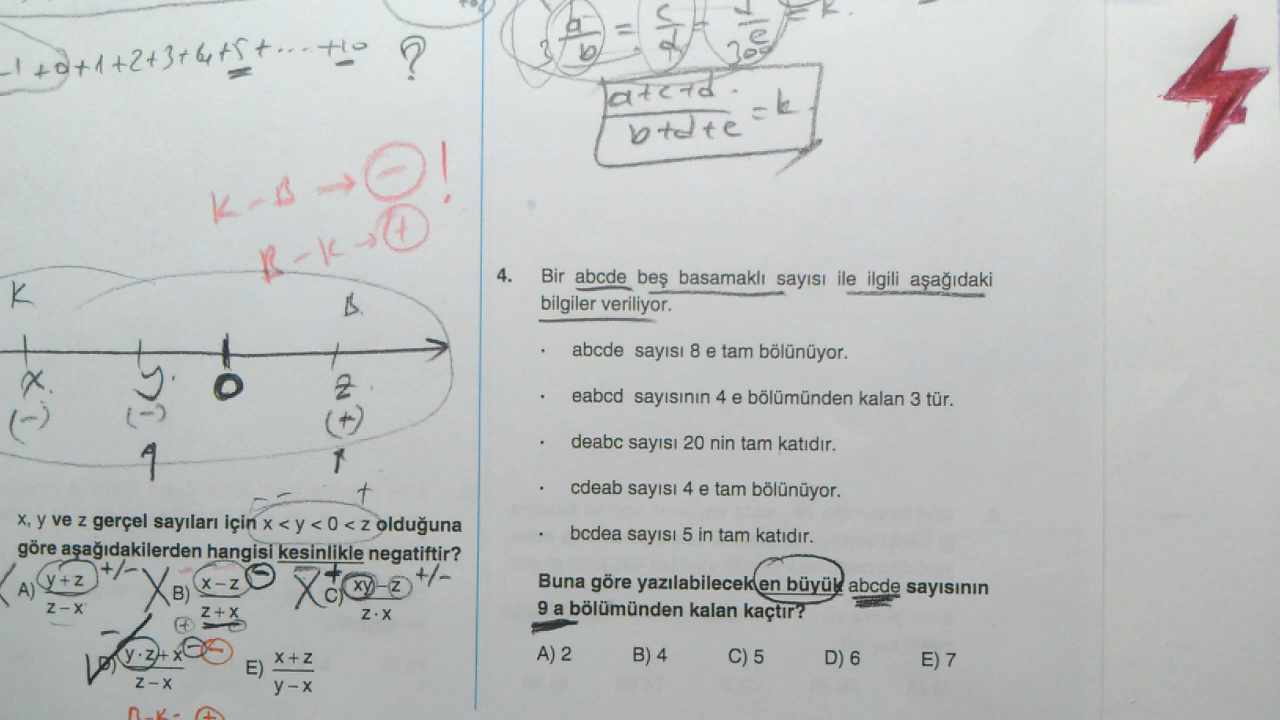 -1 +0+1+2+3+4+5+....+10 ?
K - B → (-) !
B - K → (+)
K B
x y 0 z
(-) (-) (+)
- - +
x, y ve z gerçel sayıları için x < y < 0 < z olduğuna
göre aşağıdakilerden hangisi kesinlikle negatiftir?
A) y+z / z–x +/- B) x–z / z+x C) xy–z / z·x +/-
D) y·z+x / z–x E) x+z / y–x
B-K= +
3 a/b = c/d = /e = k.
300
a+c+d / b+d+e = k
4. Bir abcde beş basamaklı sayısı ile ilgili aşağıdaki
bilgiler veriliyor.
· abcde sayısı 8 e tam bölünüyor.
· eabcd sayısının 4 e bölümünden kalan 3 tür.
· deabc sayısı 20 nin tam katıdır.
· cdeab sayısı 4 e tam bölünüyor.
· bcdea sayısı 5 in tam katıdır.
Buna göre yazılabilecek en büyük abcde sayısının
9 a bölümünden kalan kaçtır?
A) 2 B) 4 C) 5 D) 6 E) 7